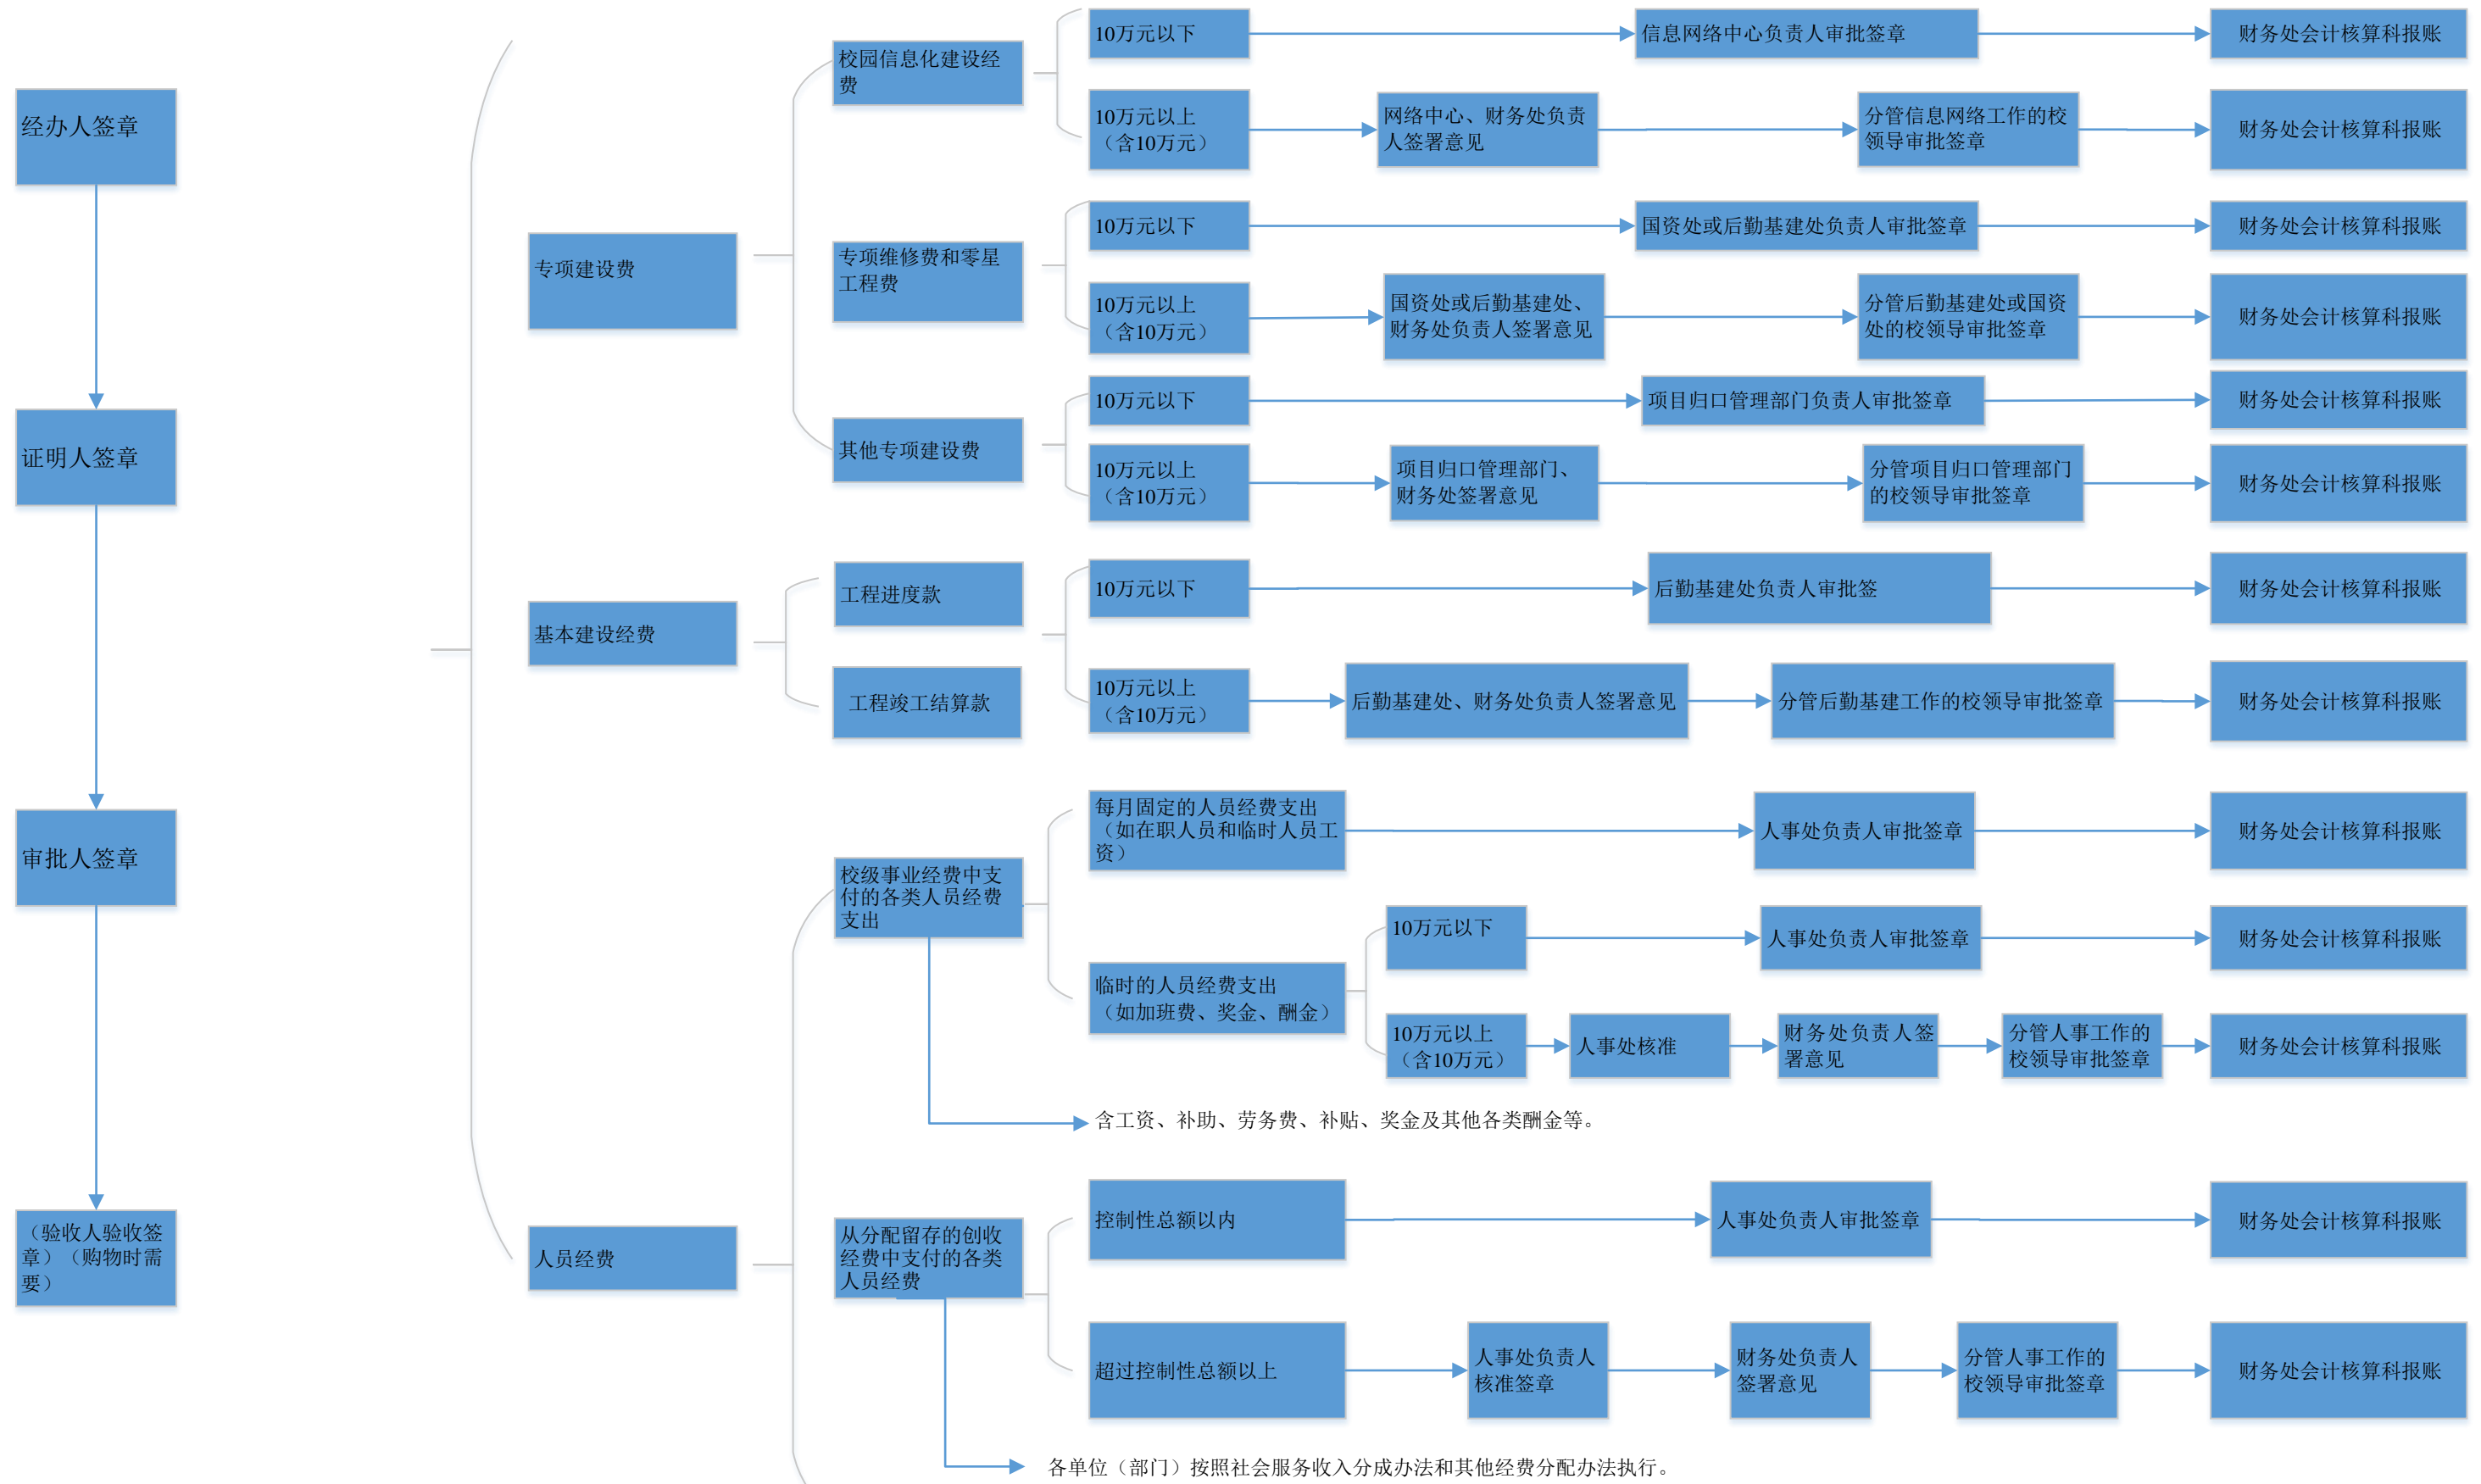 经办人签章
证明人签章
审批人签章
（验收人验收签
章）（购物时需
要）
专项建设费
校园信息化建设经
费
10万元以下
信息网络中心负责人审批签章
财务处会计核算科报账
10万元以上
（含10万元）
网络中心、财务处负责
人签署意见
分管信息网络工作的校
领导审批签章
财务处会计核算科报账
专项维修费和零星
工程费
10万元以下
国资处或后勤基建处负责人审批签章
财务处会计核算科报账
10万元以上
（含10万元）
国资处或后勤基建处、
财务处负责人签署意见
分管后勤基建处或国资
处的校领导审批签章
财务处会计核算科报账
其他专项建设费
10万元以下
项目归口管理部门负责人审批签章
财务处会计核算科报账
10万元以上
（含10万元）
项目归口管理部门、
财务处签署意见
分管项目归口管理部门
的校领导审批签章
财务处会计核算科报账
基本建设经费
工程进度款
工程竣工结算款
10万元以下
后勤基建处负责人审批签
财务处会计核算科报账
10万元以上
（含10万元）
后勤基建处、财务处负责人签署意见
分管后勤基建工作的校领导审批签章
财务处会计核算科报账
人员经费
校级事业经费中支
付的各类人员经费
支出
每月固定的人员经费支出
（如在职人员和临时人员工
资）
人事处负责人审批签章
财务处会计核算科报账
临时的人员经费支出
（如加班费、奖金、酬金）
10万元以下
人事处负责人审批签章
财务处会计核算科报账
10万元以上
（含10万元）
人事处核准
财务处负责人签
署意见
分管人事工作的
校领导审批签章
财务处会计核算科报账
含工资、补助、劳务费、补贴、奖金及其他各类酬金等。
从分配留存的创收
经费中支付的各类
人员经费
控制性总额以内
人事处负责人审批签章
财务处会计核算科报账
超过控制性总额以上
人事处负责人
核准签章
财务处负责人
签署意见
分管人事工作的
校领导审批签章
财务处会计核算科报账
各单位（部门）按照社会服务收入分成办法和其他经费分配办法执行。